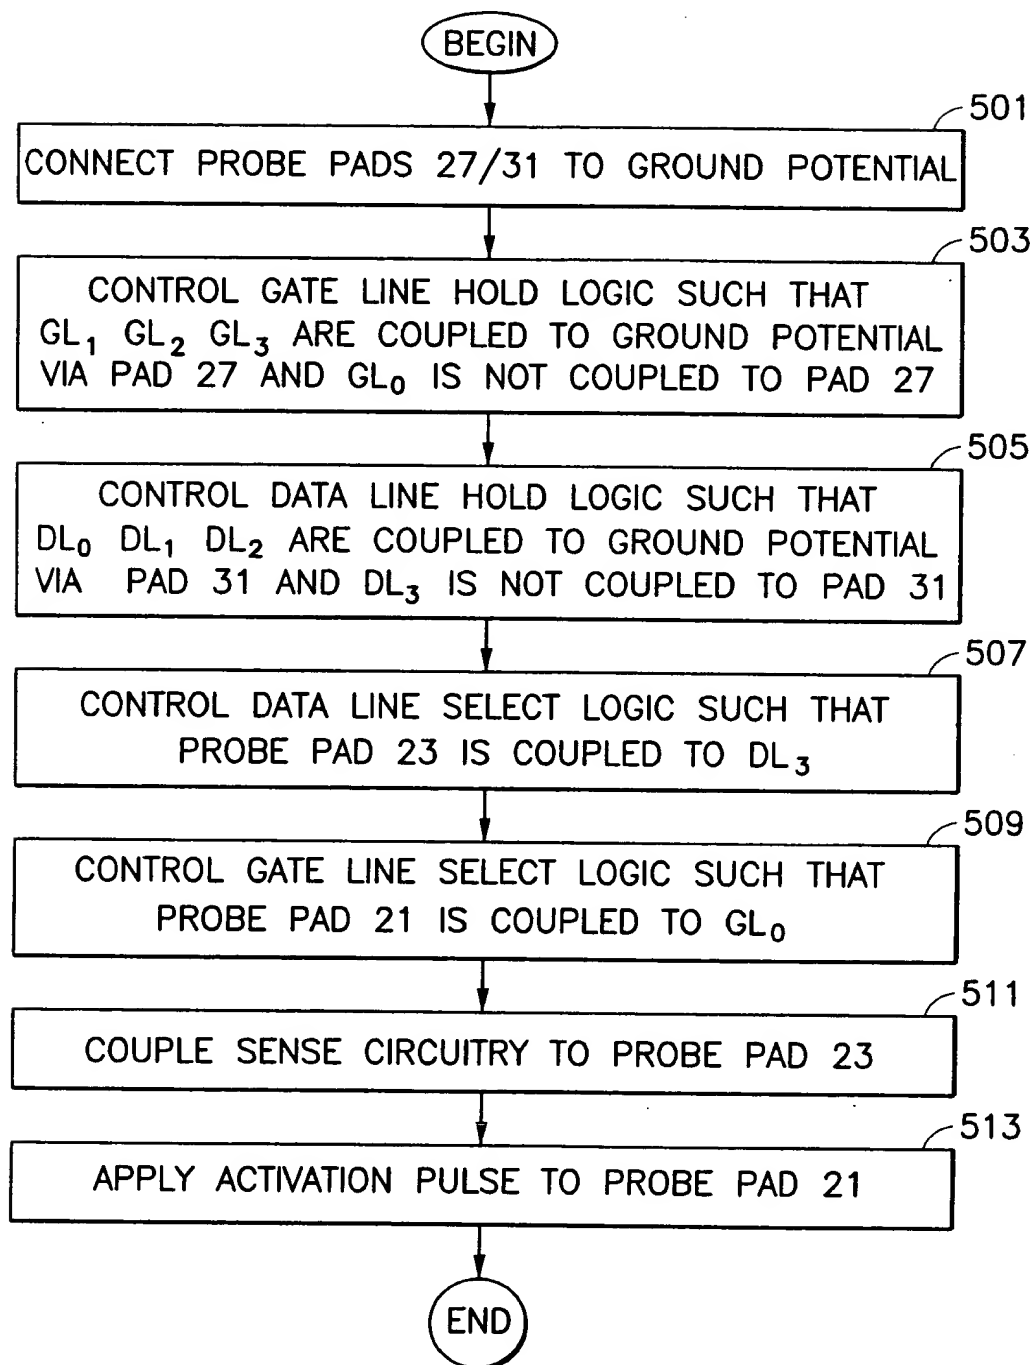 BEGIN
501
CONNECT PROBE PADS 27/31 TO GROUND POTENTIAL
503
CONTROL GATE LINE HOLD LOGIC SUCH THAT
GL₁ GL₂ GL₃ ARE COUPLED TO GROUND POTENTIAL
VIA PAD 27 AND GL₀ IS NOT COUPLED TO PAD 27
505
CONTROL DATA LINE HOLD LOGIC SUCH THAT
DL₀ DL₁ DL₂ ARE COUPLED TO GROUND POTENTIAL
VIA PAD 31 AND DL₃ IS NOT COUPLED TO PAD 31
507
CONTROL DATA LINE SELECT LOGIC SUCH THAT
PROBE PAD 23 IS COUPLED TO DL₃
509
CONTROL GATE LINE SELECT LOGIC SUCH THAT
PROBE PAD 21 IS COUPLED TO GL₀
511
COUPLE SENSE CIRCUITRY TO PROBE PAD 23
513
APPLY ACTIVATION PULSE TO PROBE PAD 21
END